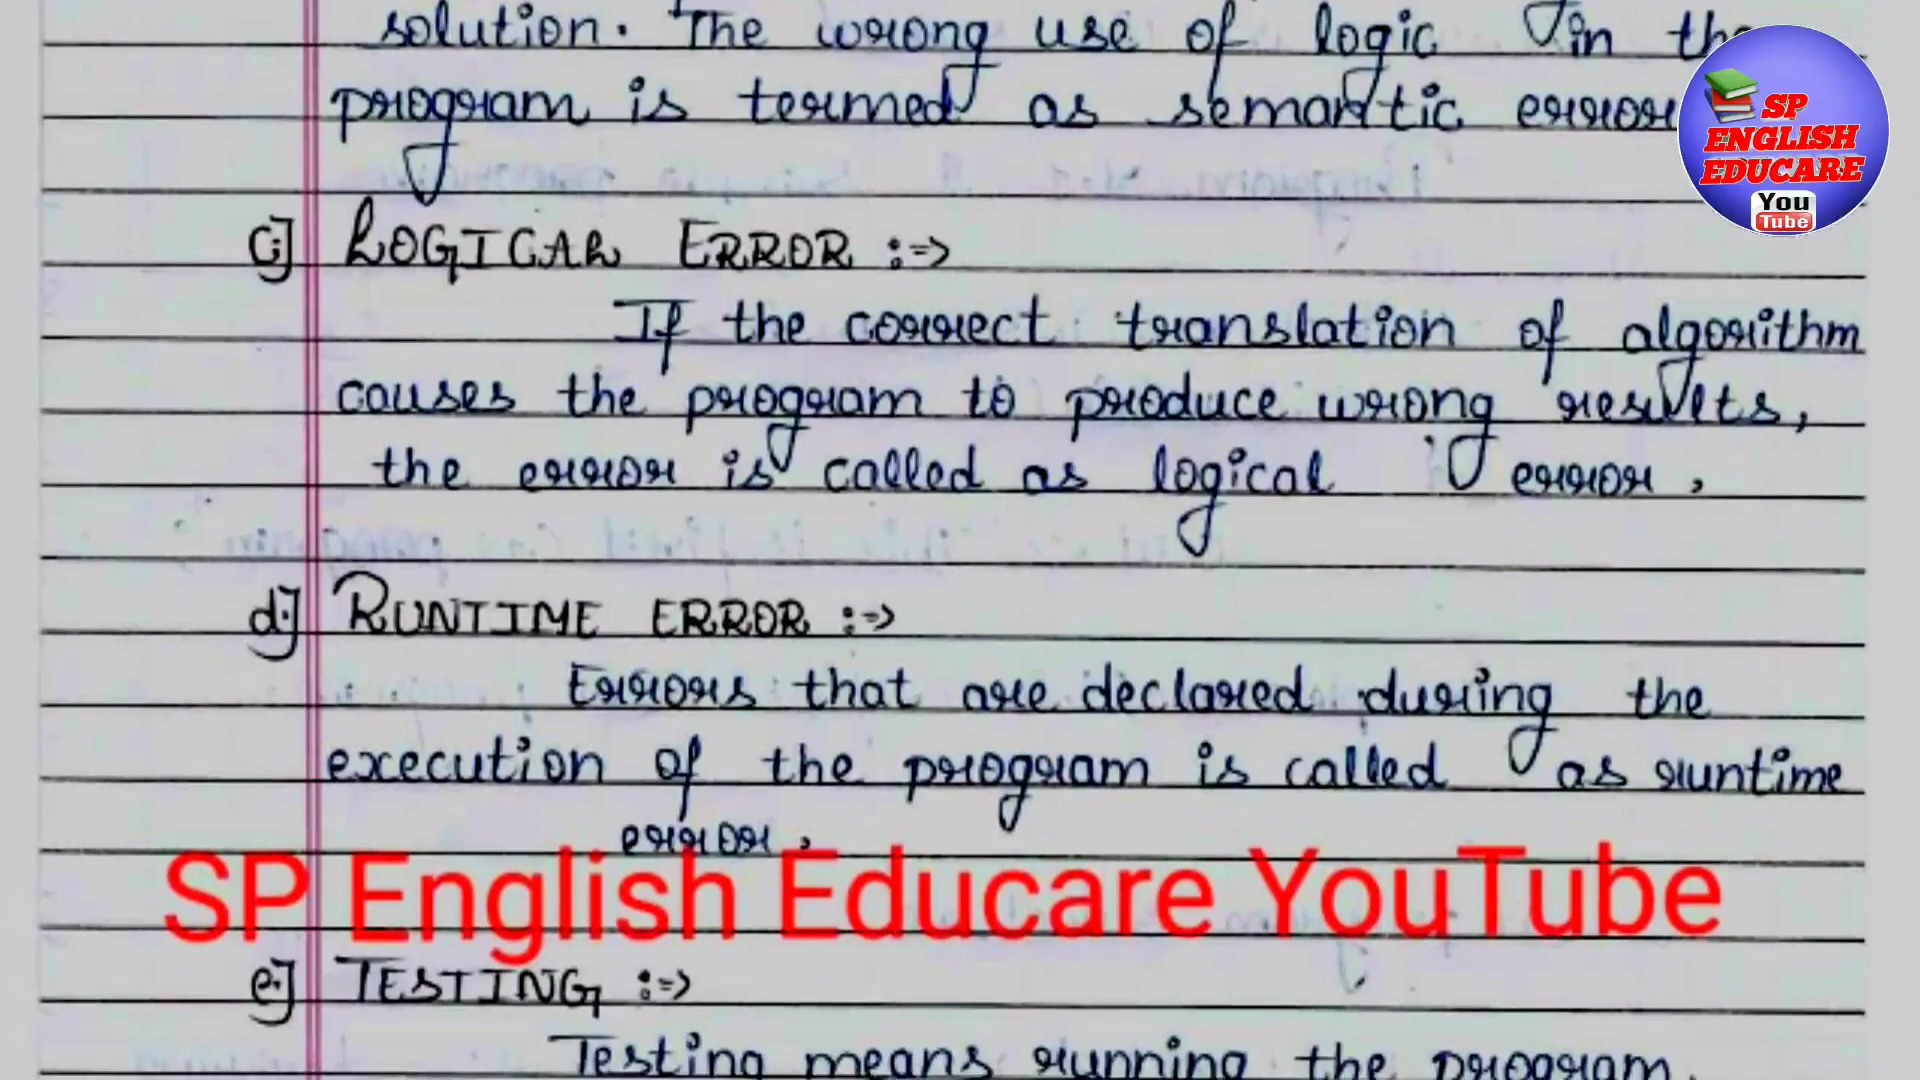 solution. The wrong use of logic in the
program is termed as semantic error
SP
ENGLISH
EDUCARE
You
Tube
c.] LOGICAL ERROR :->
If the correct translation of algorithm
causes the program to produce wrong results,
the error is called as logical error,
d.] RUNTIME ERROR :->
Errors that are declared during the
execution of the program is called as runtime
error,
SP English Educare YouTube
e.] TESTING :->
Testing means running the program,